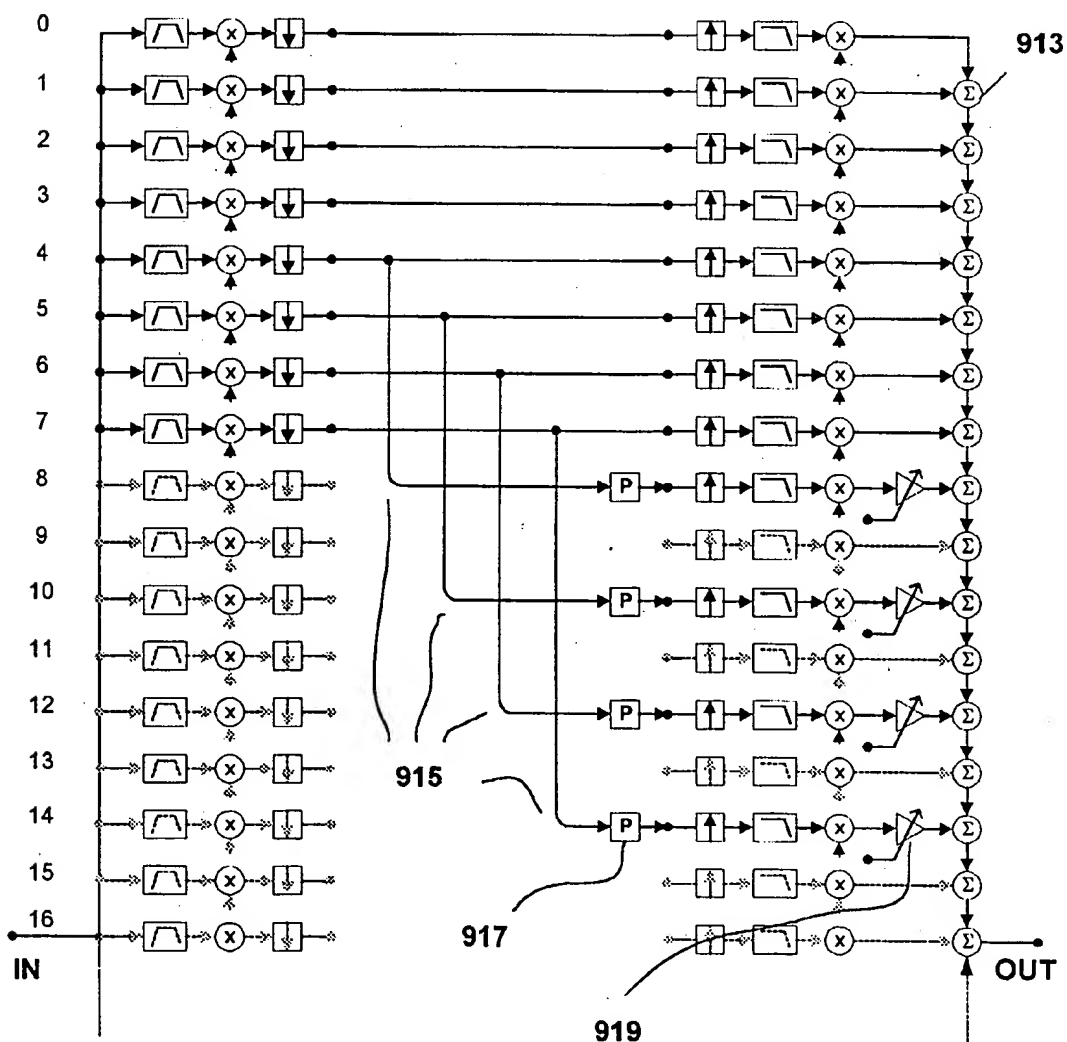 0 X X
913
1 X X Σ
2 X X Σ
3 X X Σ
4 X X Σ
5 X X Σ
6 X X Σ
7 X X Σ
8 X P X Σ
9 X X Σ
10 X P X Σ
11 X X Σ
12 X P X Σ
915
13 X X Σ
14 X P X Σ
15 X X Σ
16 X X Σ
917
IN
OUT
919